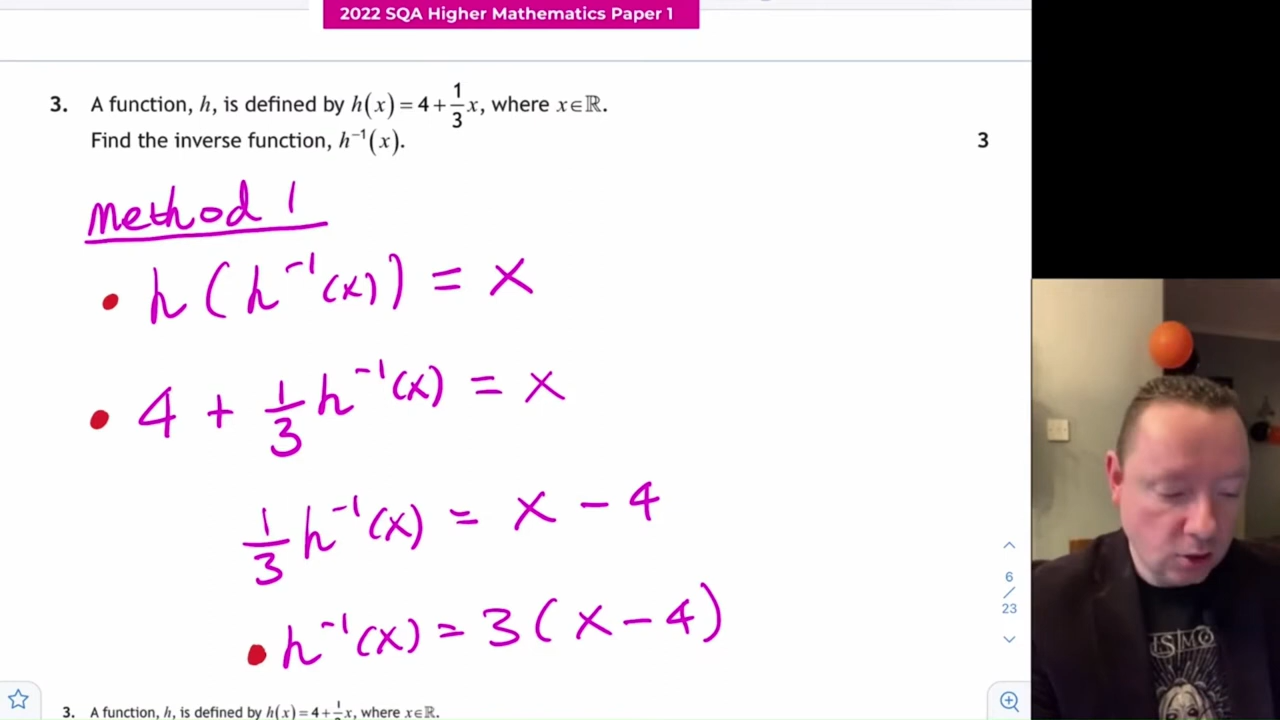 2022 SQA Higher Mathematics Paper 1
3. A function, h, is defined by h(x) = 4 + 1/3 x, where x∈ℝ.
Find the inverse function, h⁻¹(x). 3
Method 1
• h(h⁻¹(x)) = x
• 4 + 1/3 h⁻¹(x) = x
1/3 h⁻¹(x) = x − 4
• h⁻¹(x) = 3(x − 4)
6
/
23
3. A function, h, is defined by h(x) = 4 + 1/3 x, where x∈ℝ.